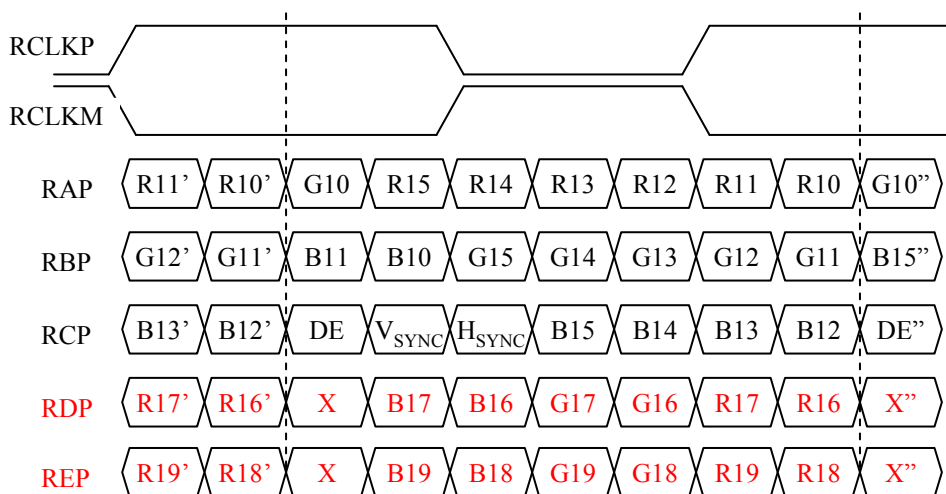 RCLKP
RCLKM
RAP R11’ R10’ G10 R15 R14 R13 R12 R11 R10 G10”
RBP G12’ G11’ B11 B10 G15 G14 G13 G12 G11 B15”
RCP B13’ B12’ DE VSYNC HSYNC B15 B14 B13 B12 DE”
RDP R17’ R16’ X B17 B16 G17 G16 R17 R16 X”
REP R19’ R18’ X B19 B18 G19 G18 R19 R18 X”